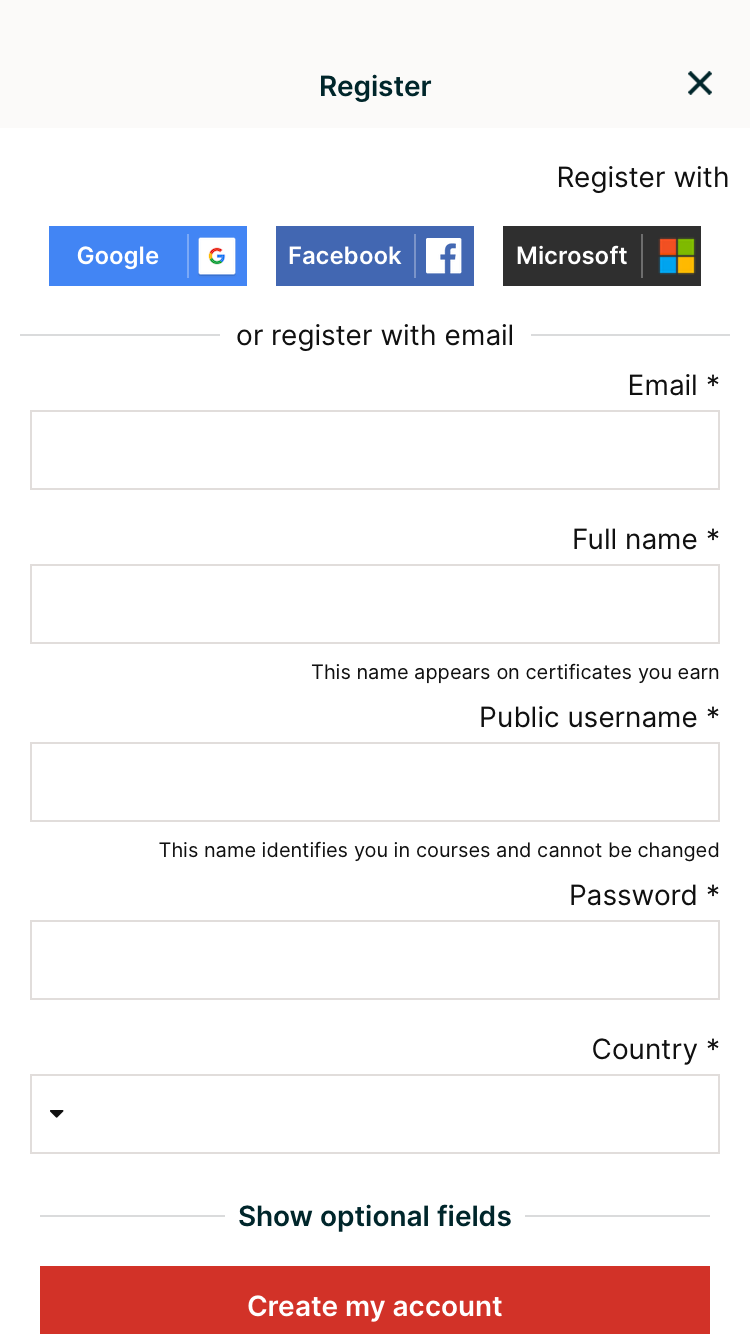 Register
Register with
Google
Facebook
Microsoft
or register with email
Email *
Full name *
This name appears on certificates you earn
Public username *
This name identifies you in courses and cannot be changed
Password *
Country *
Show optional fields
Create my account